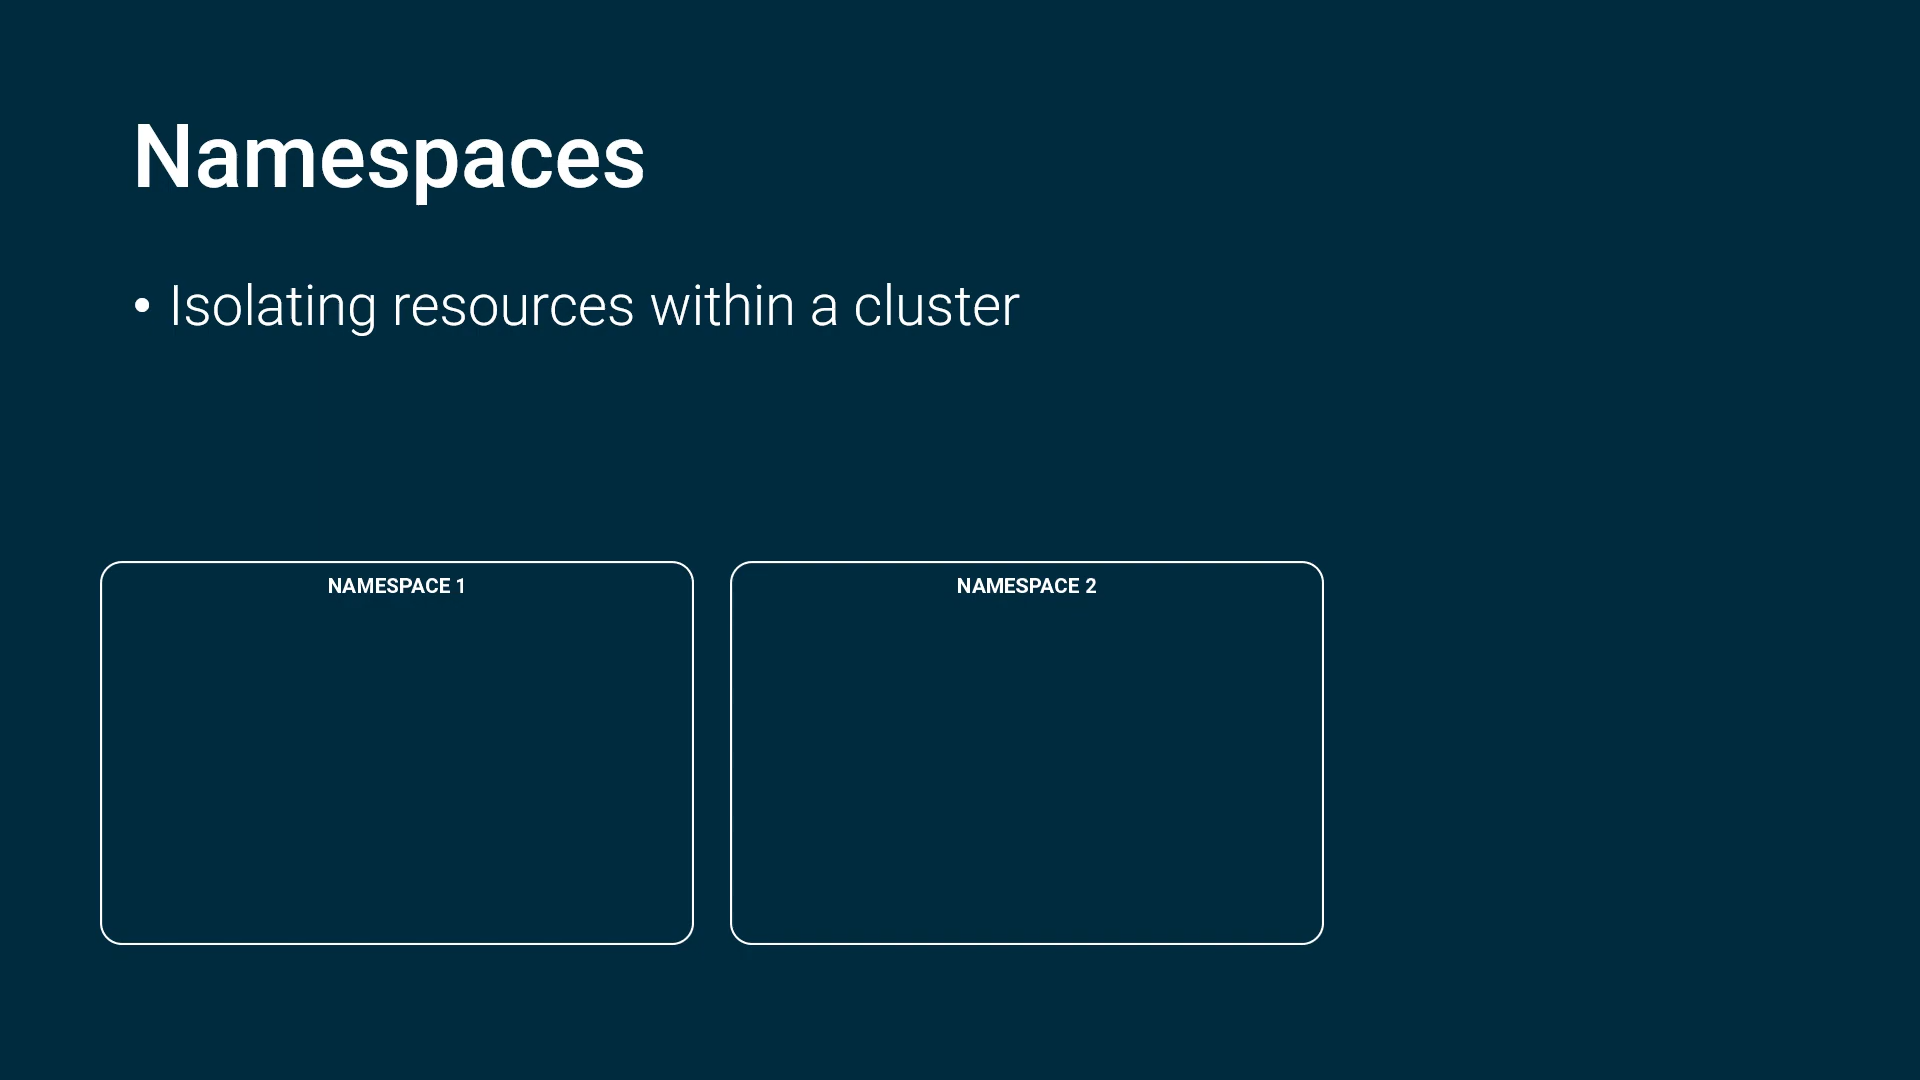 Namespaces
• Isolating resources within a cluster
NAMESPACE 1
NAMESPACE 2